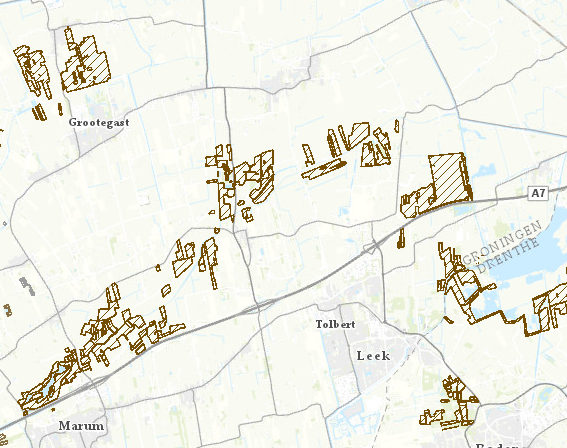 Grootegast
A7
GRONINGEN
DRENTHE
Tolbert
Leek
Marum